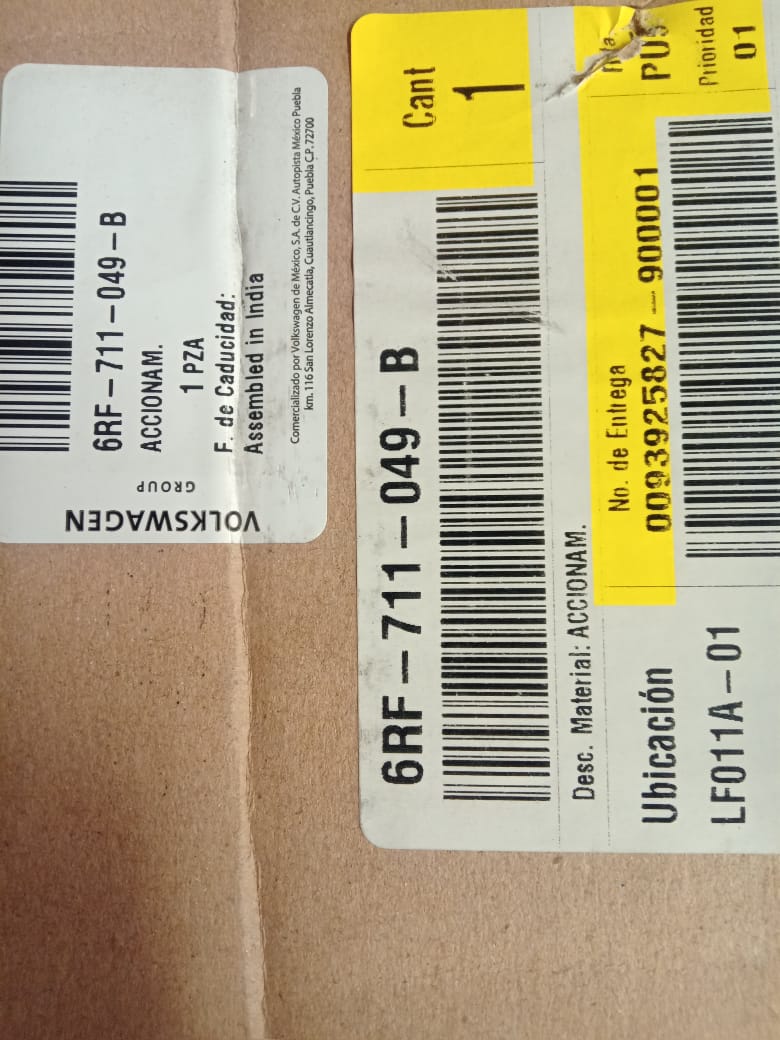 6RF-711-049-B
ACCIONAM.
1 PZA
F. de Caducidad:
Assembled in India
Comercializado por Volkswagen de México, S.A. de C.V. Autopista México Puebla
km. 116 San Lorenzo Almecatla, Cuautlancingo, Puebla C.P. 72700
VOLKSWAGEN
GROUP
Cant
1
6RF-711-049-B
Desc. Material: ACCIONAM.
No. de Entrega
0093925827-900001
Prioridad
01
Ubicación
LF011A-01